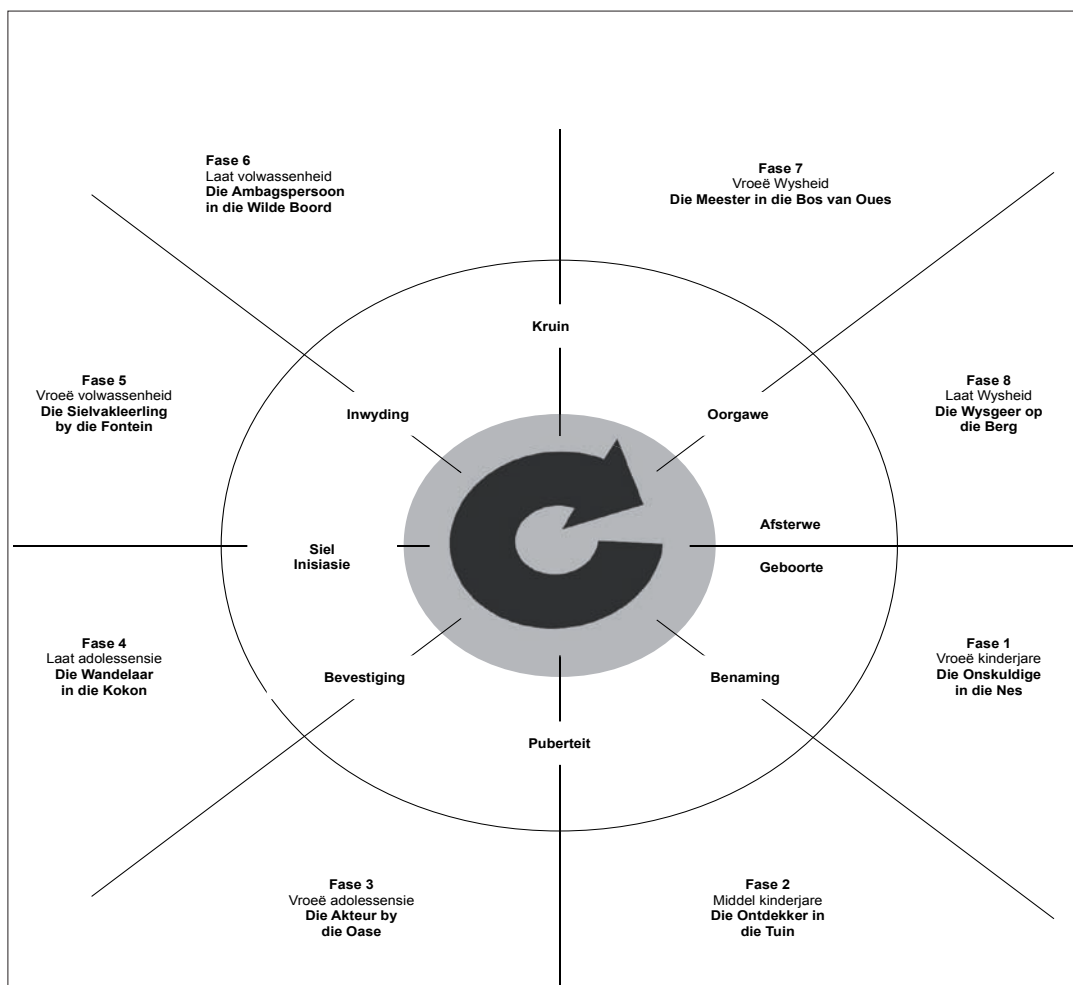 Fase 6
Laat volwassenheid
Die Ambagspersoon
in die Wilde Boord
Fase 7
Vroeë Wysheid
Die Meester in die Bos van Oues
Kruin
Fase 5
Vroeë volwassenheid
Die Sielvakleerling
by die Fontein
Inwyding
Oorgawe
Fase 8
Laat Wysheid
Die Wysgeer op
die Berg
Siel
Inisiasie
Afsterwe
Geboorte
Fase 4
Laat adolessensie
Die Wandelaar
in die Kokon
Bevestiging
Benaming
Fase 1
Vroeë kinderjare
Die Onskuldige
in die Nes
Puberteit
Fase 3
Vroeë adolessensie
Die Akteur by
die Oase
Fase 2
Middel kinderjare
Die Ontdekker in
die Tuin